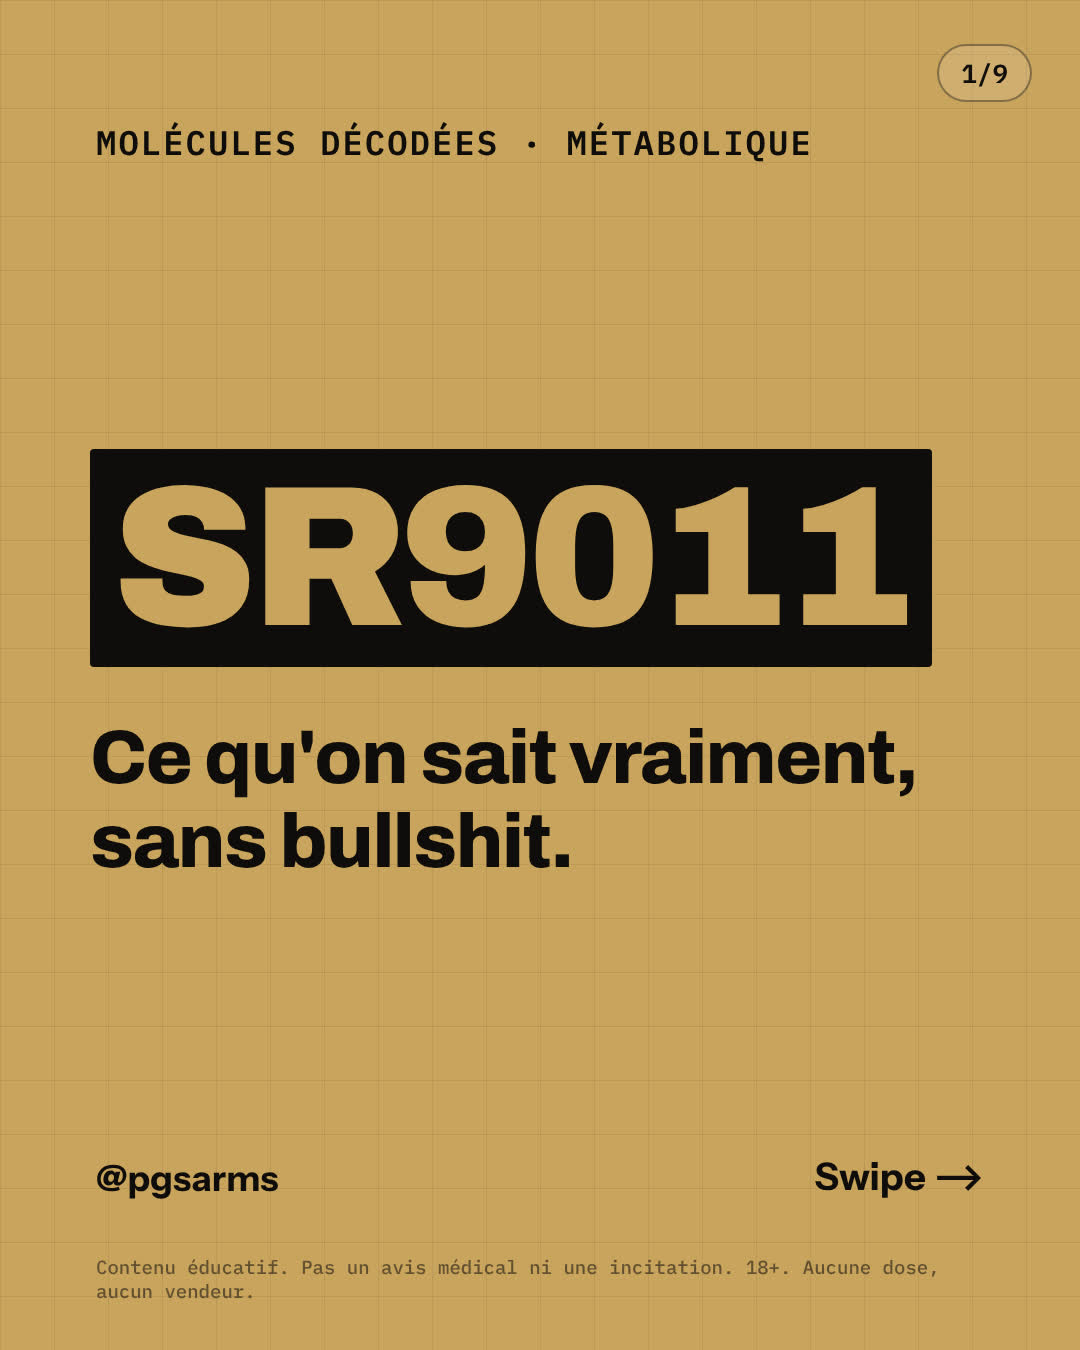 1/9
MOLÉCULES DÉCODÉES · MÉTABOLIQUE
SR9011
Ce qu'on sait vraiment,
sans bullshit.
@pgsarms
Swipe →
Contenu éducatif. Pas un avis médical ni une incitation. 18+. Aucune dose,
aucun vendeur.